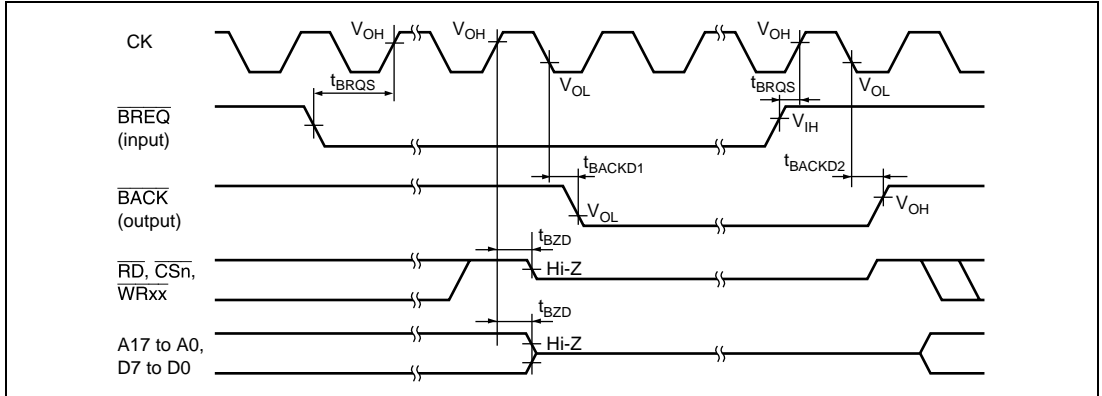 CK
V_OH
V_OH
V_OH
t_BRQS
V_OL
t_BRQS
V_OL
BREQ
(input)
V_IH
t_BACKD1
t_BACKD2
BACK
(output)
V_OL
V_OH
t_BZD
RD, CSn,
WRxx
Hi-Z
t_BZD
A17 to A0,
D7 to D0
Hi-Z